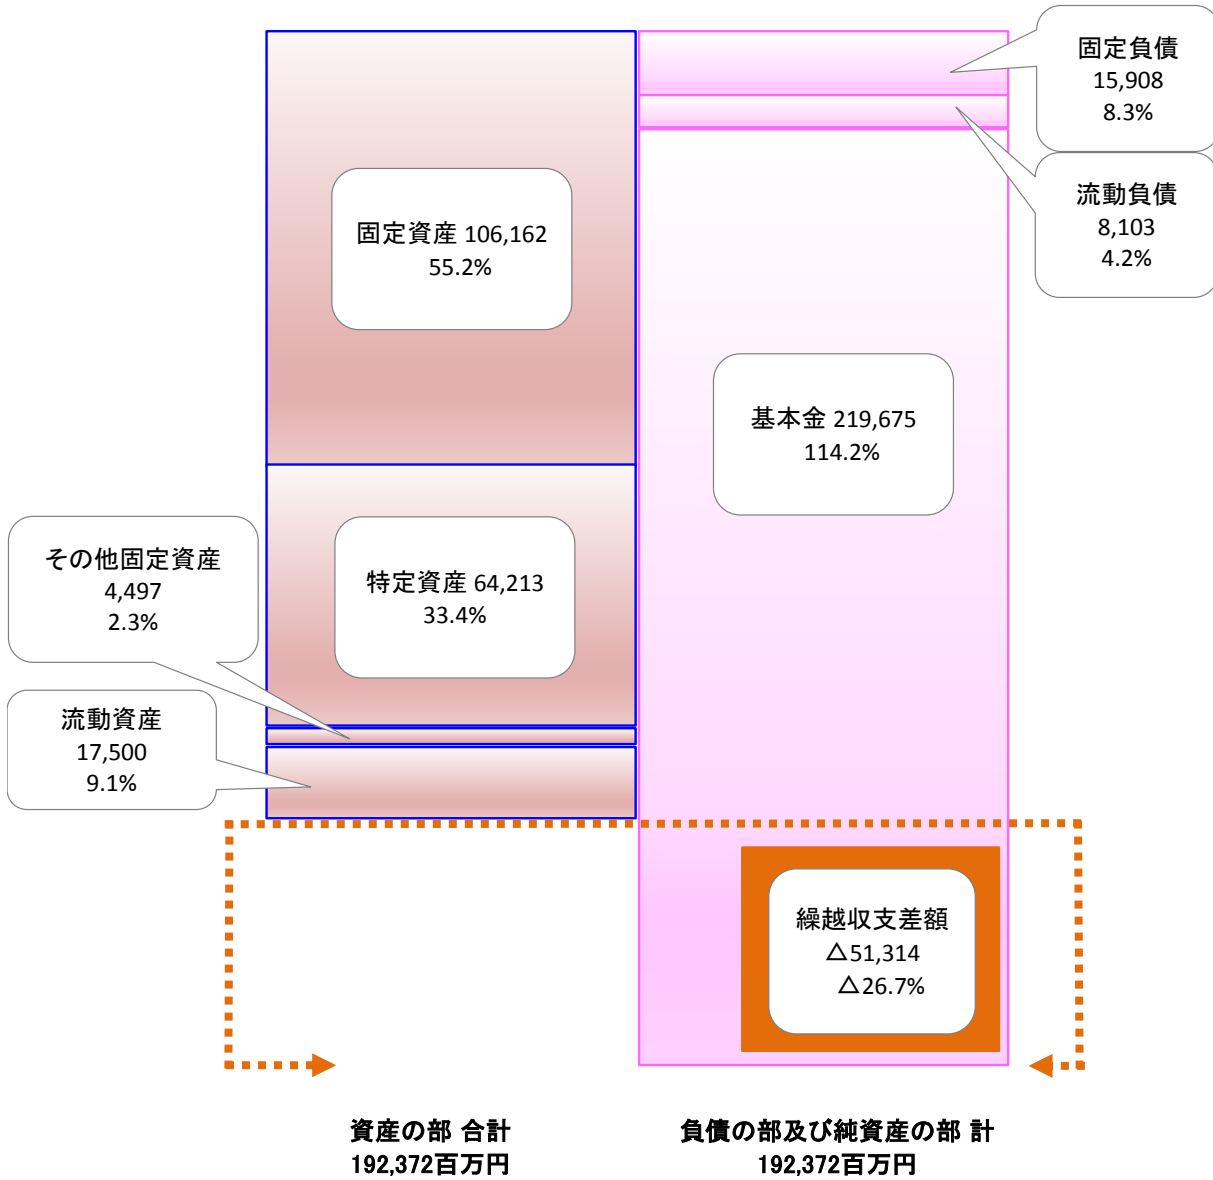 固定負債
15,908
8.3%
流動負債
8,103
4.2%
固定資産 106,162
55.2%
基本金 219,675
114.2%
その他固定資産
4,497
2.3%
特定資産 64,213
33.4%
流動資産
17,500
9.1%
繰越収支差額
△51,314
△26.7%
資産の部 合計
192,372百万円
負債の部及び純資産の部 計
192,372百万円